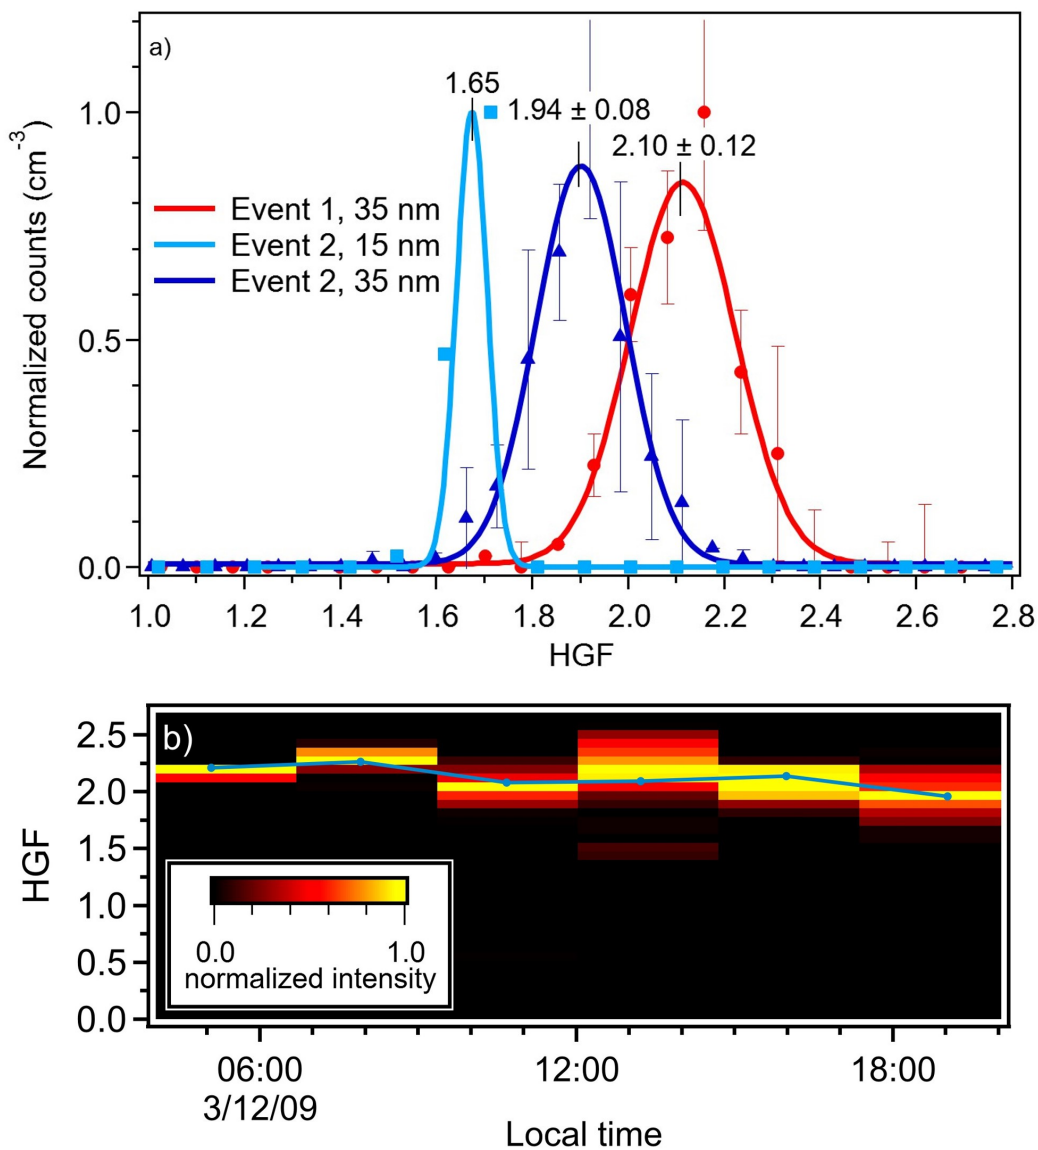 a)
1.65
1.94 ± 0.08
2.10 ± 0.12
Event 1, 35 nm
Event 2, 15 nm
Event 2, 35 nm
Normalized counts (cm⁻³)
1.0
0.5
0.0
1.0 1.2 1.4 1.6 1.8 2.0 2.2 2.4 2.6 2.8
HGF
b)
HGF
2.5
2.0
1.5
1.0
0.5
0.0
0.0 1.0
normalized intensity
06:00 12:00 18:00
3/12/09
Local time